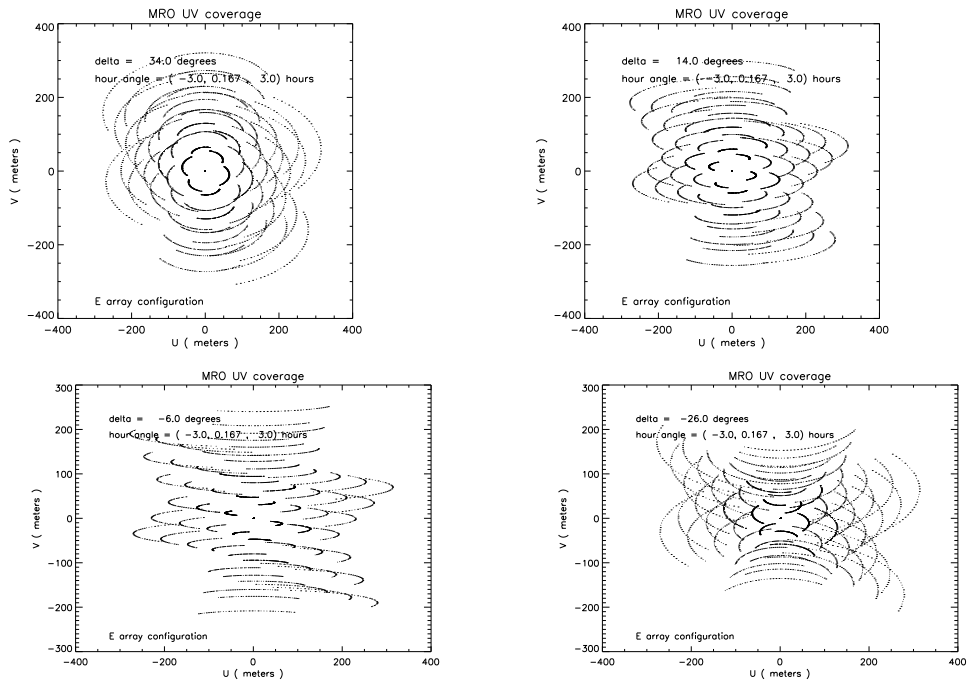 MRO UV coverage
400
delta = 34.0 degrees
hour angle = ( −3.0, 0.167 , 3.0) hours
200
V ( meters )
0
−200
E array configuration
−400
−400 −200 0 200 400
U ( meters )
MRO UV coverage
400
delta = 14.0 degrees
hour angle = ( −3.0, 0.167 , 3.0) hours
200
V ( meters )
0
−200
E array configuration
−400
−400 −200 0 200 400
U ( meters )
MRO UV coverage
300
delta = −6.0 degrees
hour angle = ( −3.0, 0.167 , 3.0) hours
200
100
V ( meters )
0
−100
−200
E array configuration
−300
−400 −200 0 200 400
U ( meters )
MRO UV coverage
300
delta = −26.0 degrees
hour angle = ( −3.0, 0.167 , 3.0) hours
200
100
V ( meters )
0
−100
−200
E array configuration
−300
−400 −200 0 200 400
U ( meters )